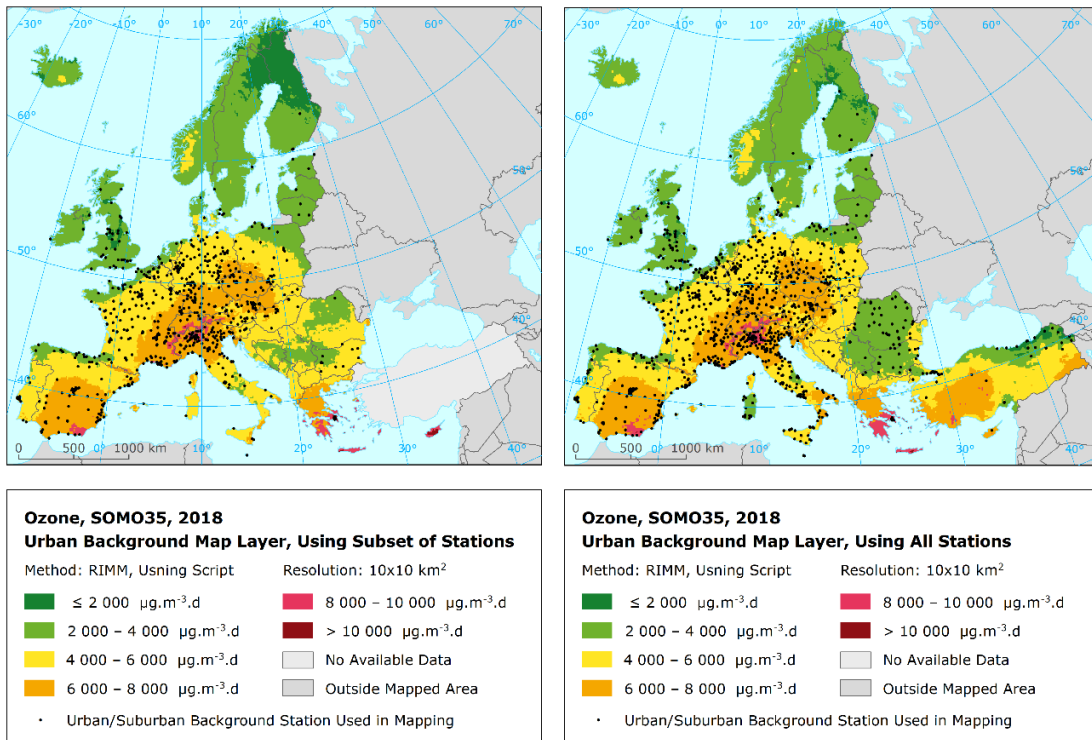 -30° -20° -10° 0° 10° 20° 30° 40° 50° 60° 70°
60°
50°
40°
60°
50°
40°
0 500 1000 km
0° 10° 20° 30° 40°
Ozone, SOMO35, 2018
Urban Background Map Layer, Using Subset of Stations
Method: RIMM, Usning Script Resolution: 10x10 km²
≤ 2 000 µg.m⁻³.d 8 000 – 10 000 µg.m⁻³.d
2 000 – 4 000 µg.m⁻³.d > 10 000 µg.m⁻³.d
4 000 – 6 000 µg.m⁻³.d No Available Data
6 000 – 8 000 µg.m⁻³.d Outside Mapped Area
Urban/Suburban Background Station Used in Mapping
-30° -20° -10° 0° 10° 20° 30° 40° 50° 60° 70°
60°
50°
40°
60°
50°
40°
0 500 1000 km
0° 10° 20° 30° 40°
Ozone, SOMO35, 2018
Urban Background Map Layer, Using All Stations
Method: RIMM, Usning Script Resolution: 10x10 km²
≤ 2 000 µg.m⁻³.d 8 000 – 10 000 µg.m⁻³.d
2 000 – 4 000 µg.m⁻³.d > 10 000 µg.m⁻³.d
4 000 – 6 000 µg.m⁻³.d No Available Data
6 000 – 8 000 µg.m⁻³.d Outside Mapped Area
Urban/Suburban Background Station Used in Mapping